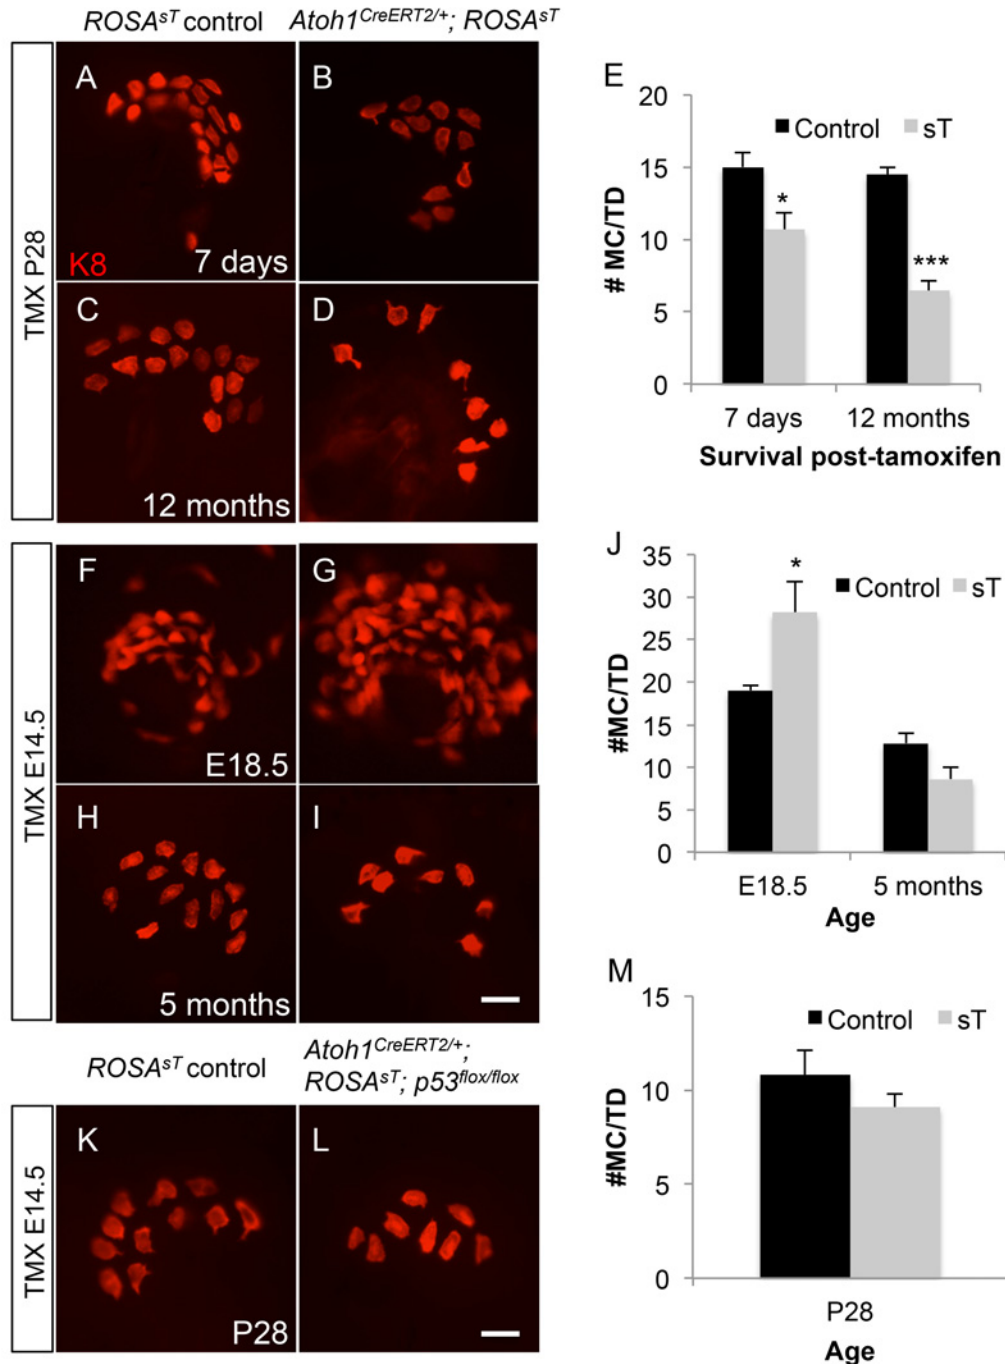 ROSA^sT control
Atoh1^CreERT2/+; ROSA^sT
TMX P28
A
B
K8
7 days
C
D
12 months
E
20
15
10
5
0
# MC/TD
Control
sT
*
***
7 days
12 months
Survival post-tamoxifen
TMX E14.5
F
G
E18.5
H
I
5 months
J
35
30
25
20
15
10
5
0
#MC/TD
Control
sT
*
E18.5
5 months
Age
ROSA^sT control
Atoh1^CreERT2/+;
ROSA^sT; p53^flox/flox
TMX E14.5
K
L
P28
M
15
10
5
0
#MC/TD
Control
sT
P28
Age